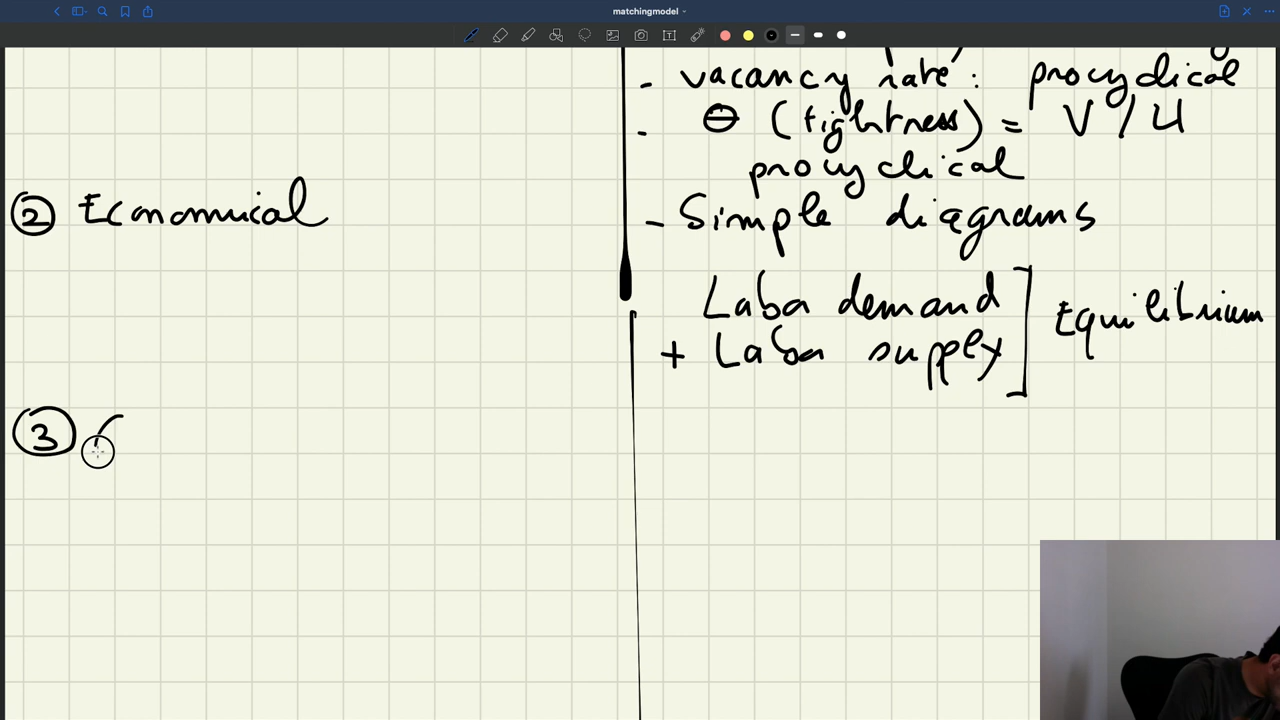 matchingmodel
- vacancy rate: procyclical
- θ (tightness) = V / U
procyclical
② Economical
- Simple diagrams
Labor demand
+ Labor supply ] Equilibrium
③